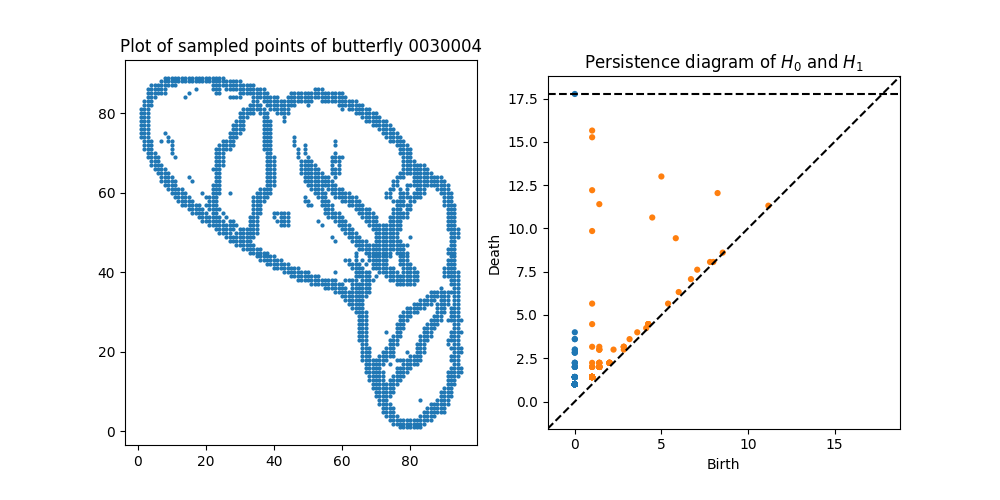 Plot of sampled points of butterfly 0030004
80
60
40
20
0
0 20 40 60 80
Persistence diagram of H₀ and H₁
17.5
15.0
12.5
10.0
7.5
5.0
2.5
0.0
Death
0 5 10 15
Birth